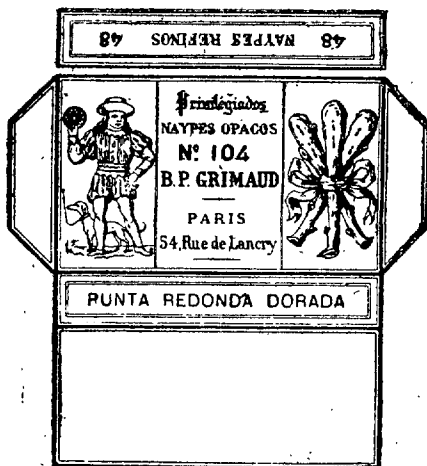 48 NAYPES REFINOS 48
Privilegiados
NAYPES OPACOS
Nº 104
B.P. GRIMAUD
PARIS
54, Rue de Lancry
PUNTA REDONDA DORADA